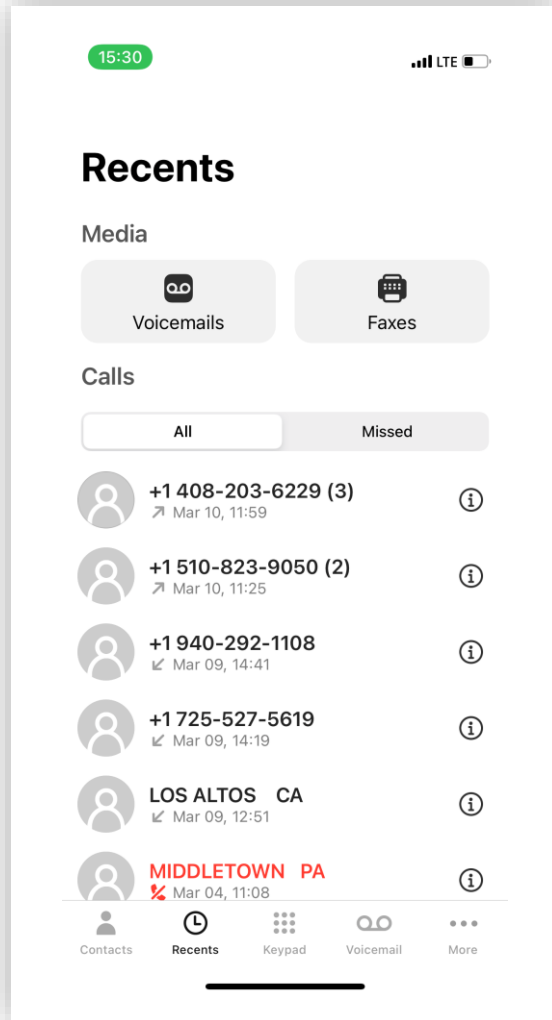 15:30 LTE
Recents
Media
Voicemails Faxes
Calls
All Missed
+1 408-203-6229 (3)
Mar 10, 11:59
+1 510-823-9050 (2)
Mar 10, 11:25
+1 940-292-1108
Mar 09, 14:41
+1 725-527-5619
Mar 09, 14:19
LOS ALTOS CA
Mar 09, 12:51
MIDDLETOWN PA
Mar 04, 11:08
Contacts Recents Keypad Voicemail More